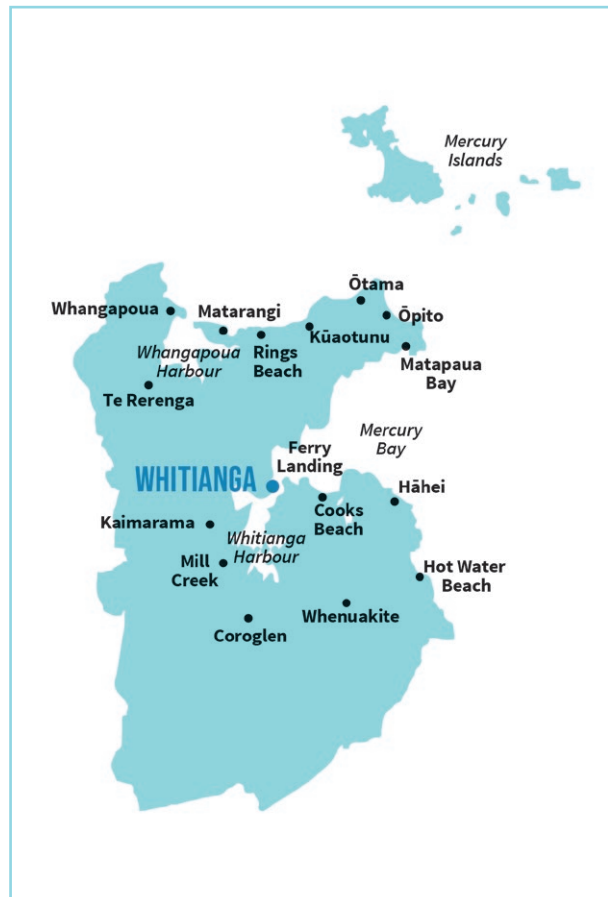 Mercury
Islands
Ōtama
Whangapoua
Matarangi
Ōpito
Kūaotunu
Whangapoua
Harbour
Rings
Beach
Matapaua
Bay
Te Rerenga
Mercury
Bay
Ferry
Landing
WHITIANGA
Hāhei
Cooks
Beach
Kaimarama
Whitianga
Harbour
Mill
Creek
Hot Water
Beach
Whenuakite
Coroglen